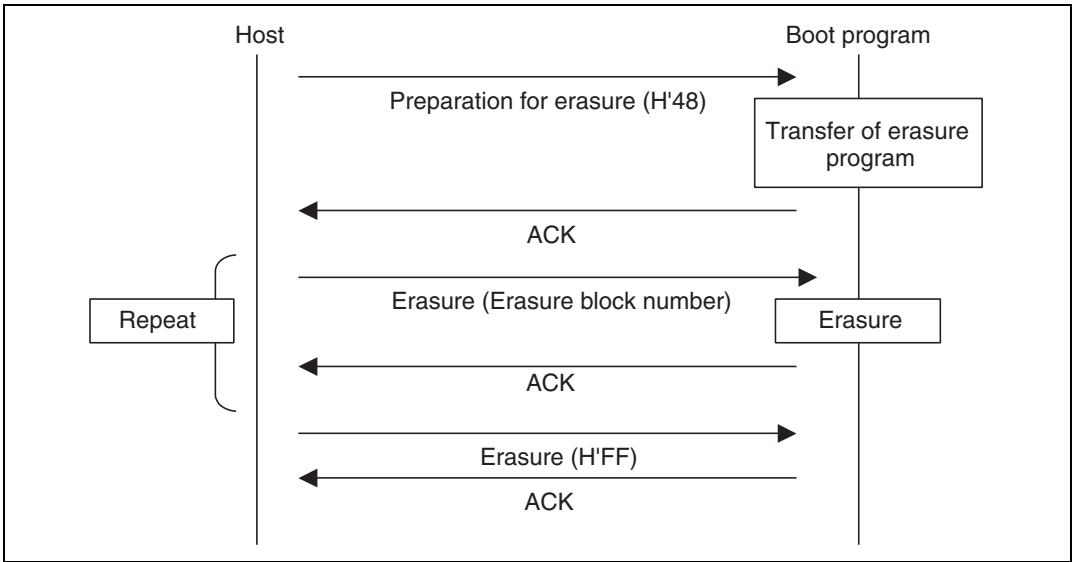 Host
Boot program
Preparation for erasure (H'48)
Transfer of erasure
program
ACK
Erasure (Erasure block number)
Repeat
Erasure
ACK
Erasure (H'FF)
ACK